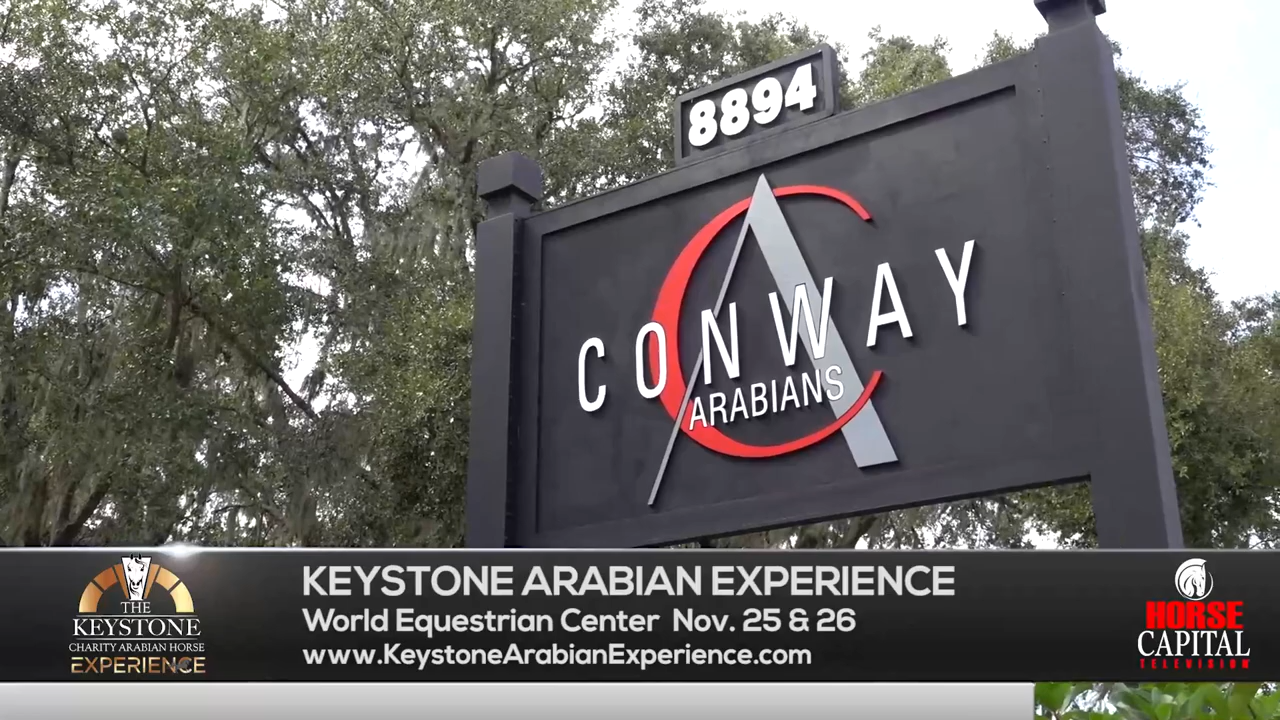 8894
CONWAY
ARABIANS
KEYSTONE ARABIAN EXPERIENCE
World Equestrian Center Nov. 25 & 26
www.KeystoneArabianExperience.com
THE
KEYSTONE
CHARITY ARABIAN HORSE
EXPERIENCE
HORSE
CAPITAL
TELEVISION